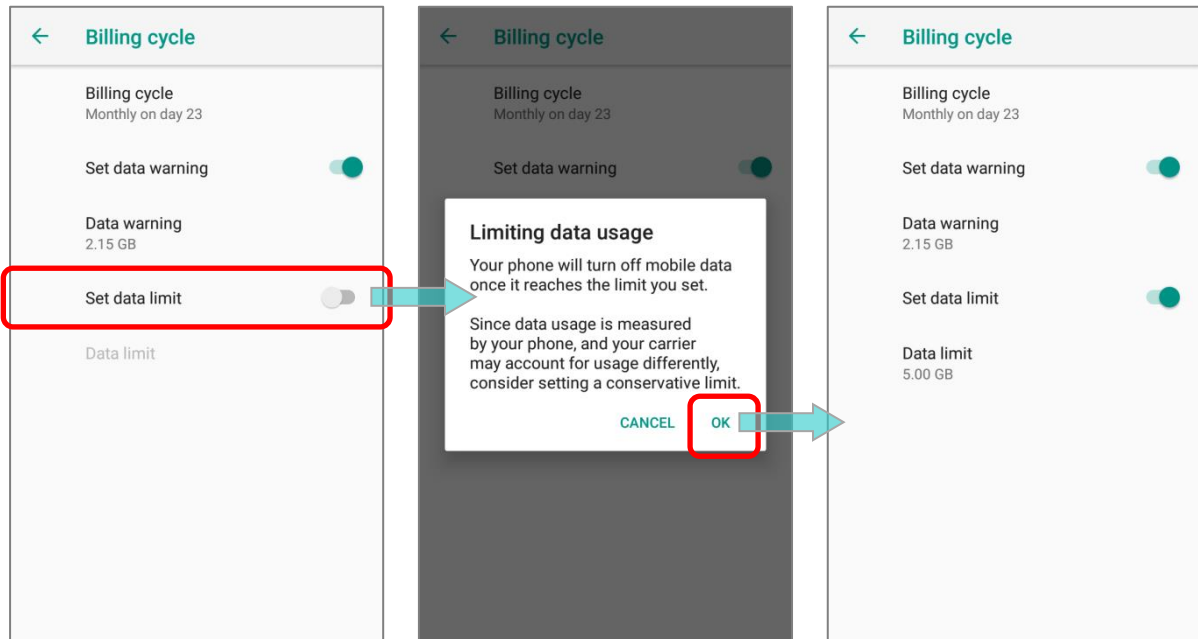 Billing cycle
Billing cycle
Monthly on day 23
Set data warning
Data warning
2.15 GB
Set data limit
Data limit
Billing cycle
Billing cycle
Monthly on day 23
Set data warning
Limiting data usage
Your phone will turn off mobile data
once it reaches the limit you set.
Since data usage is measured
by your phone, and your carrier
may account for usage differently,
consider setting a conservative limit.
CANCEL OK
Billing cycle
Billing cycle
Monthly on day 23
Set data warning
Data warning
2.15 GB
Set data limit
Data limit
5.00 GB